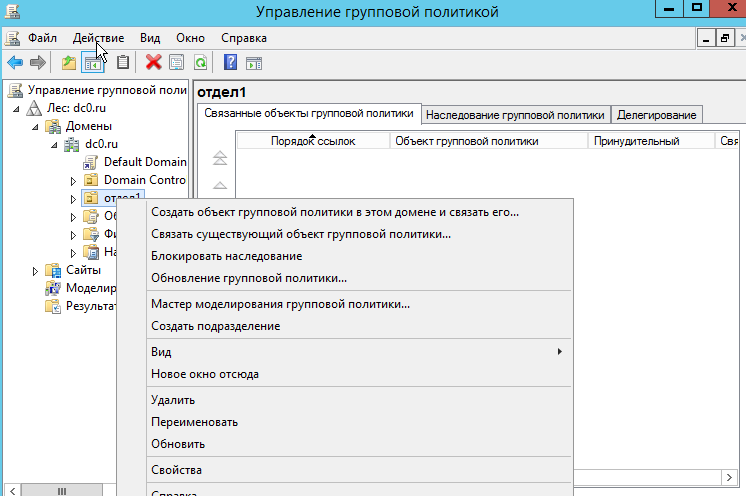 Управление групповой политикой
Файл Действие Вид Окно Справка
Управление групповой поли
Лес: dc0.ru
Домены
dc0.ru
Default Domain
Domain Contro
отдел1
Об
Фи
На
Сайты
Моделир
Результат
отдел1
Связанные объекты групповой политики
Наследование групповой политики
Делегирование
Порядок ссылок
Объект групповой политики
Принудительный
Свя
Создать объект групповой политики в этом домене и связать его...
Связать существующий объект групповой политики...
Блокировать наследование
Обновление групповой политики...
Мастер моделирования групповой политики...
Создать подразделение
Вид
Новое окно отсюда
Удалить
Переименовать
Обновить
Свойства
Справка